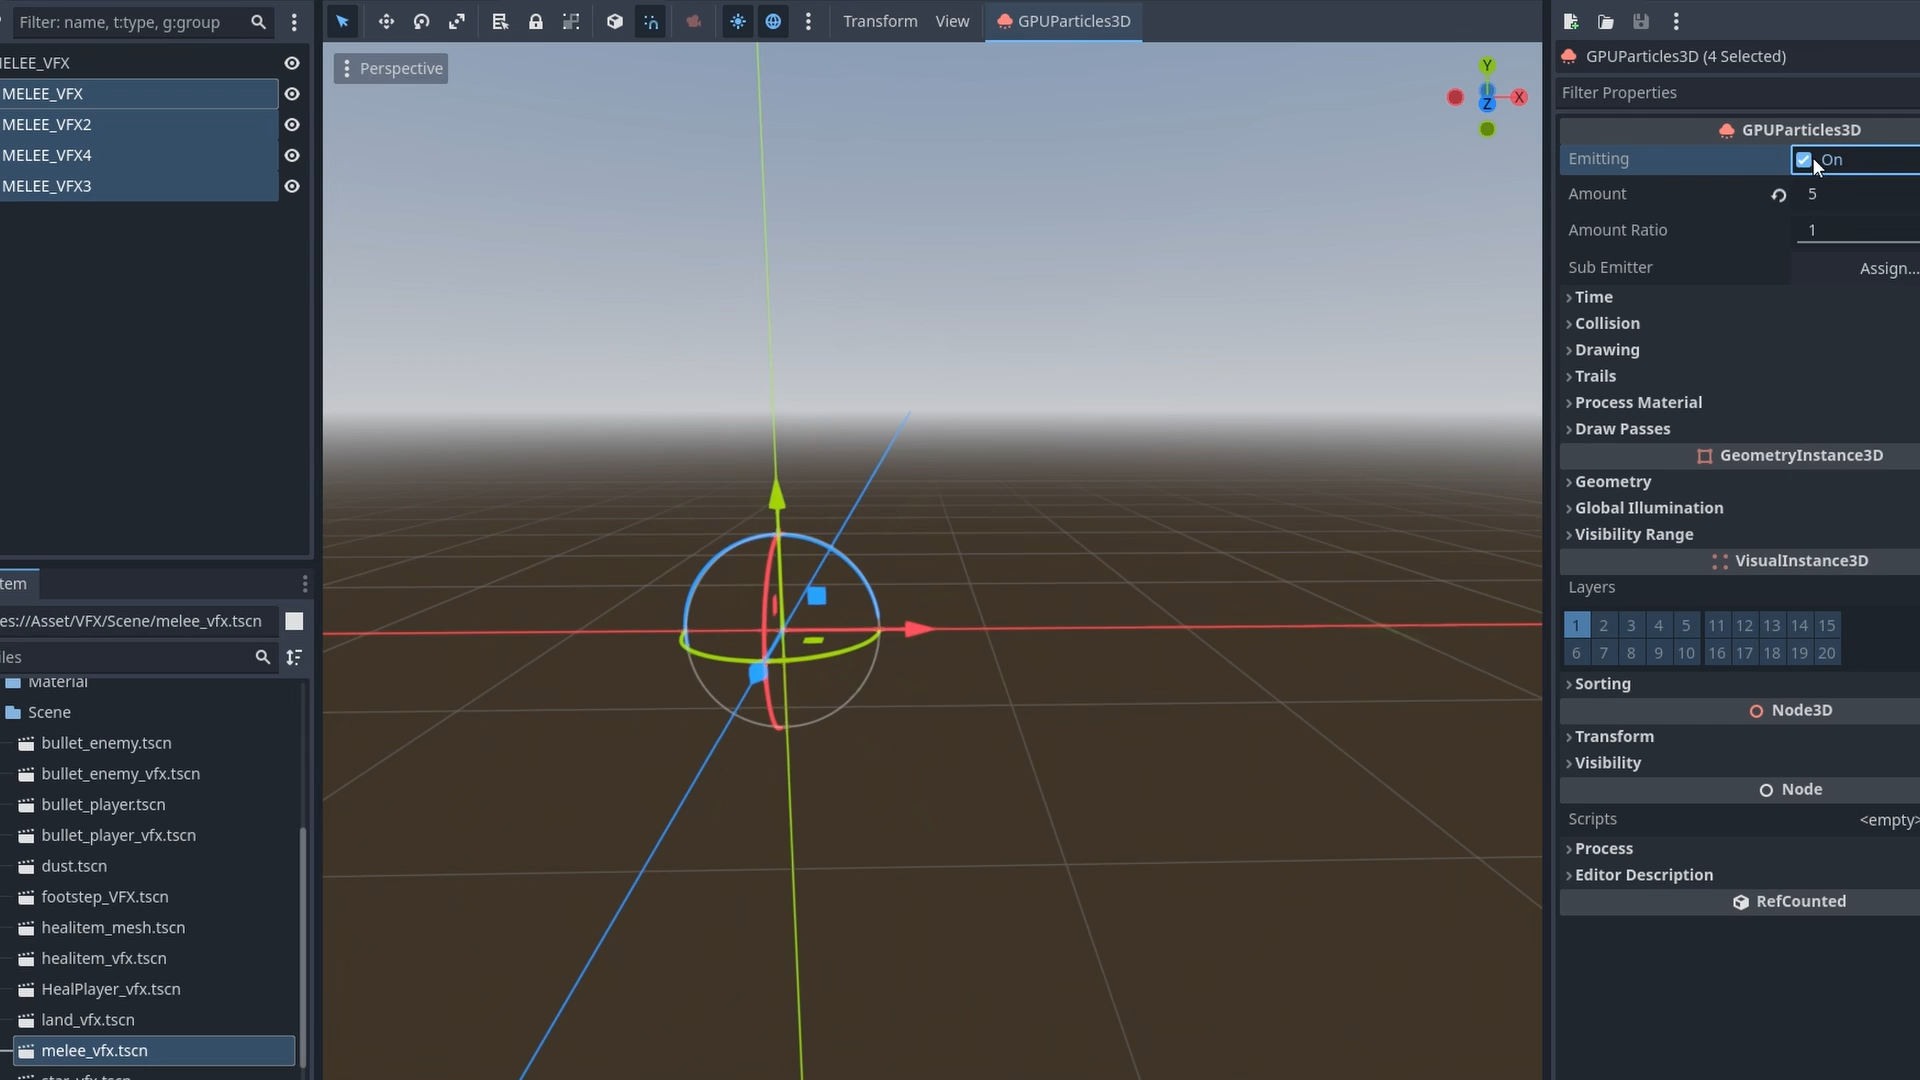 Filter: name, t:type, g:group
Transform
View
GPUParticles3D
GPUParticles3D (4 Selected)
Filter Properties
ELEE_VFX
MELEE_VFX
MELEE_VFX2
MELEE_VFX4
MELEE_VFX3
Perspective
Y
Z
X
GPUParticles3D
Emitting
On
Amount
5
Amount Ratio
1
Sub Emitter
Assign...
Time
Collision
Drawing
Trails
Process Material
Draw Passes
GeometryInstance3D
Geometry
Global Illumination
Visibility Range
VisualInstance3D
Layers
1 2 3 4 5 11 12 13 14 15
6 7 8 9 10 16 17 18 19 20
Sorting
Node3D
Transform
Visibility
Node
Scripts
<empty>
Process
Editor Description
RefCounted
tem
es://Asset/VFX/Scene/melee_vfx.tscn
iles
Material
Scene
bullet_enemy.tscn
bullet_enemy_vfx.tscn
bullet_player.tscn
bullet_player_vfx.tscn
dust.tscn
footstep_VFX.tscn
healitem_mesh.tscn
healitem_vfx.tscn
HealPlayer_vfx.tscn
land_vfx.tscn
melee_vfx.tscn